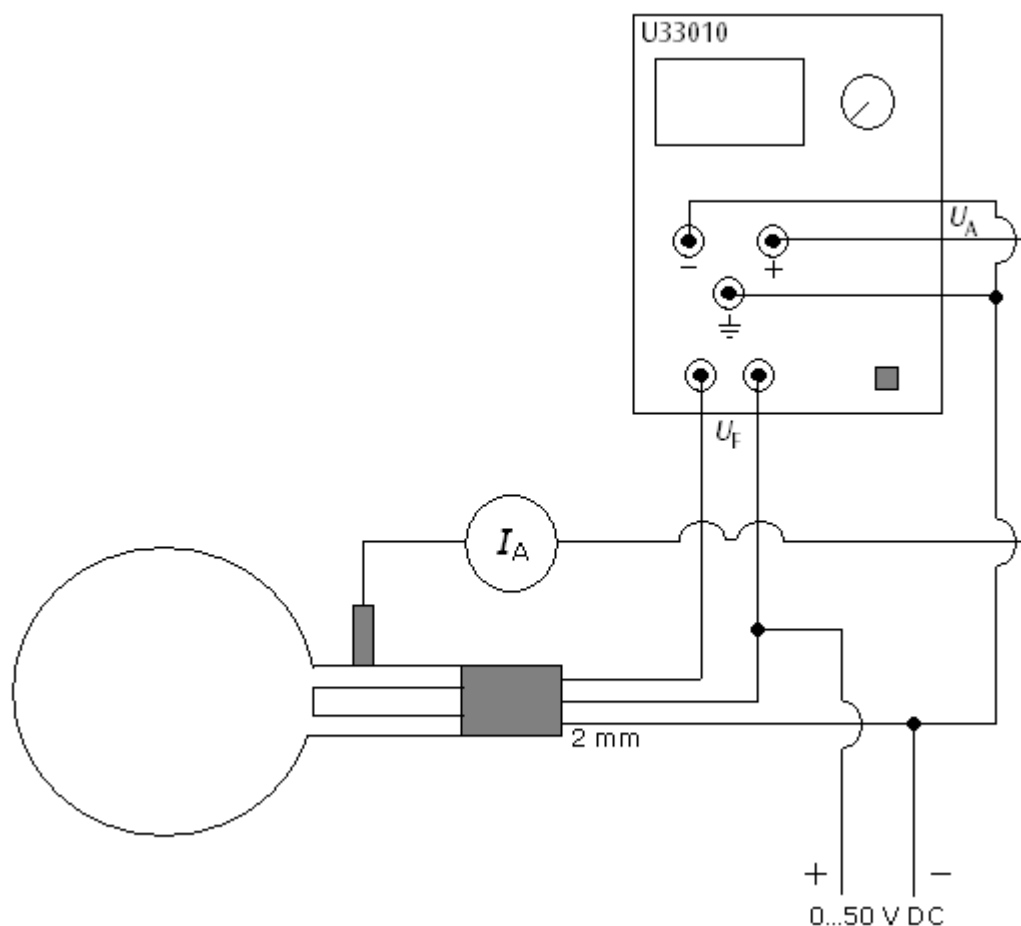 U33010
U_A
− +
U_F
I_A
2 mm
+ −
0...50 V DC